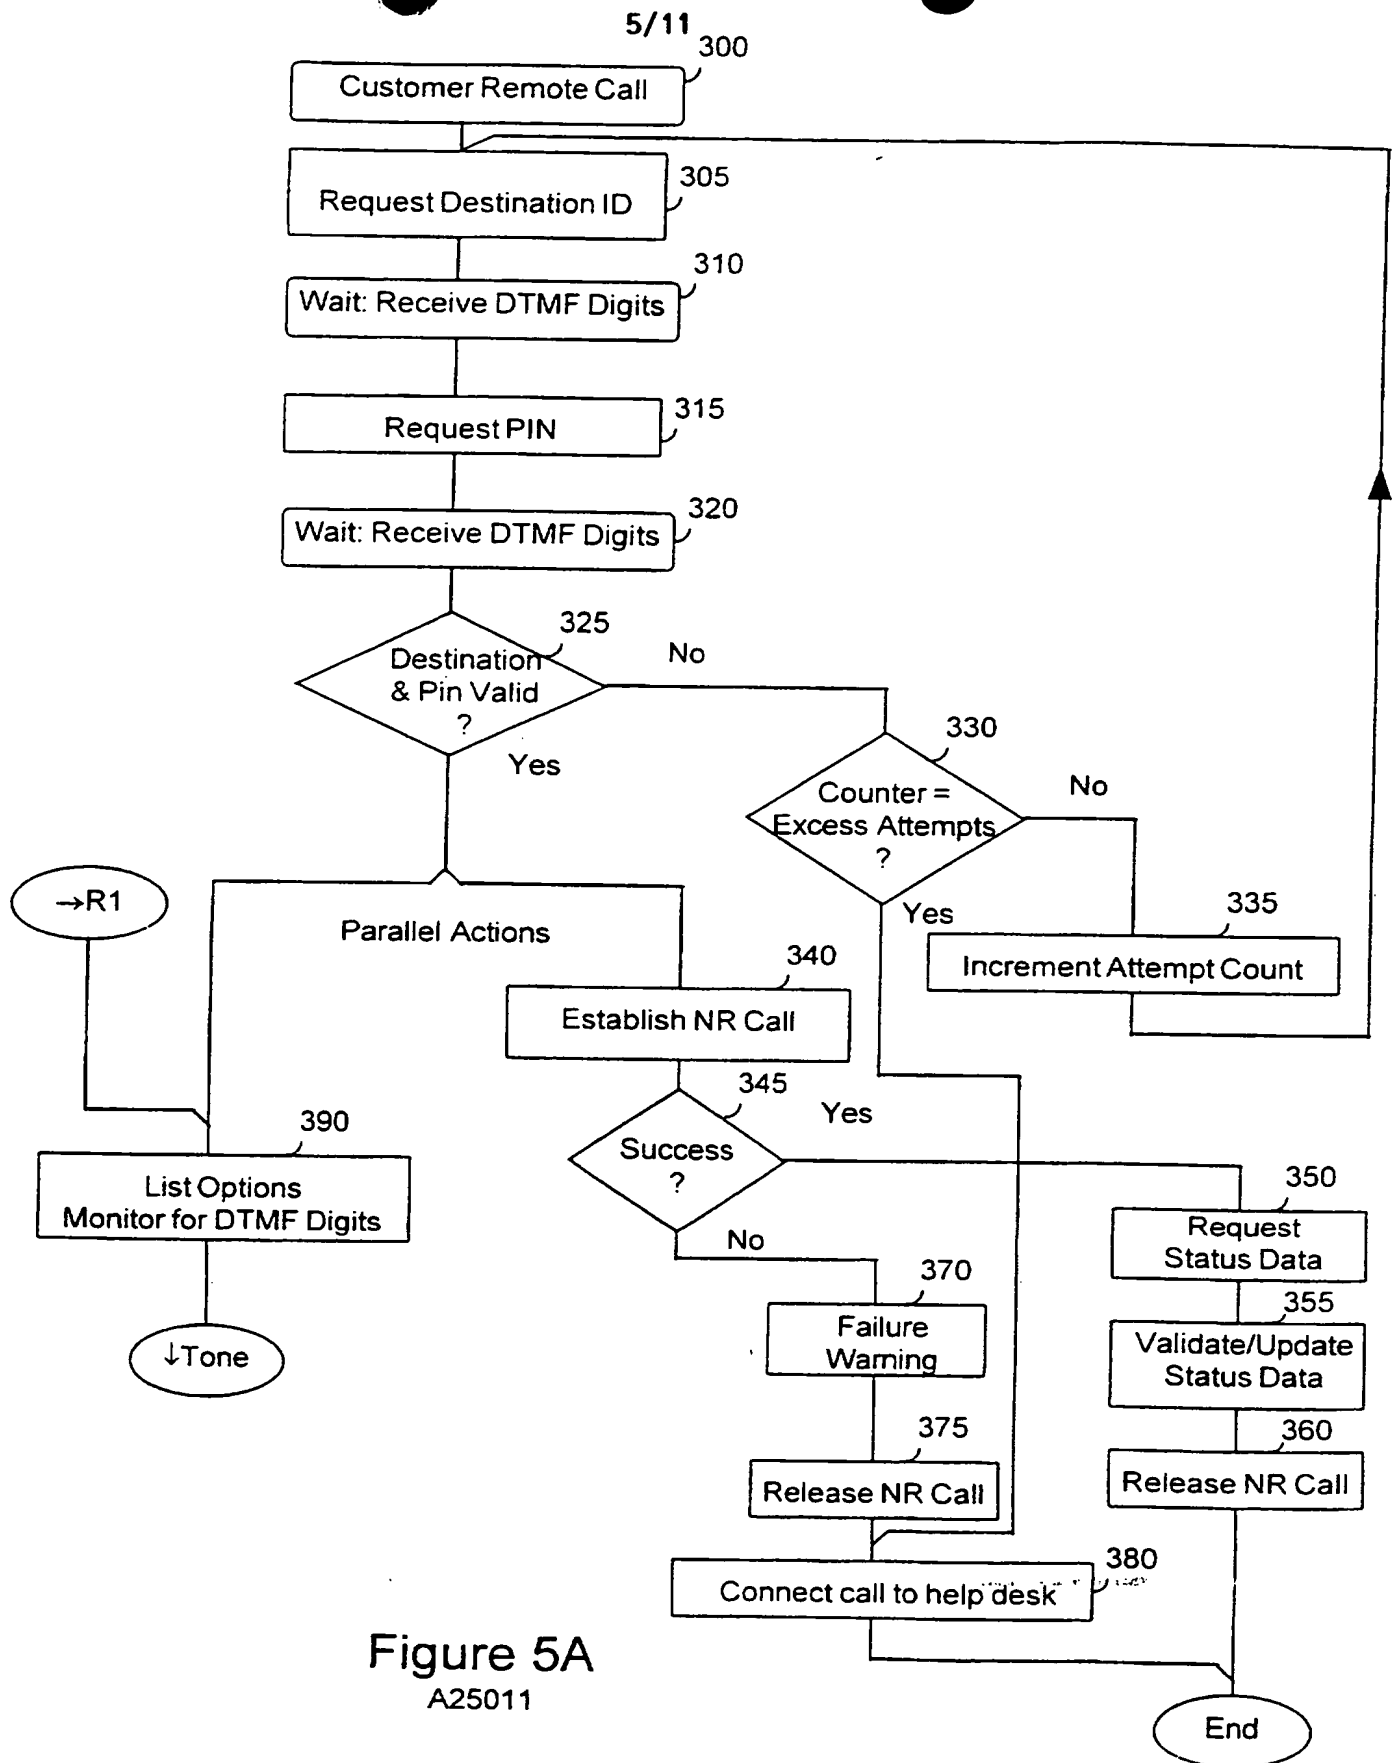 5/11
300
Customer Remote Call
305
Request Destination ID
310
Wait: Receive DTMF Digits
315
Request PIN
320
Wait: Receive DTMF Digits
325
Destination
& Pin Valid
?
No
Yes
330
Counter =
Excess Attempts
?
No
Yes
335
Increment Attempt Count
→R1
Parallel Actions
340
Establish NR Call
345
Success
?
Yes
No
390
List Options
Monitor for DTMF Digits
↓Tone
350
Request
Status Data
355
Validate/Update
Status Data
360
Release NR Call
370
Failure
Warning
375
Release NR Call
380
Connect call to help desk
End
Figure 5A
A25011